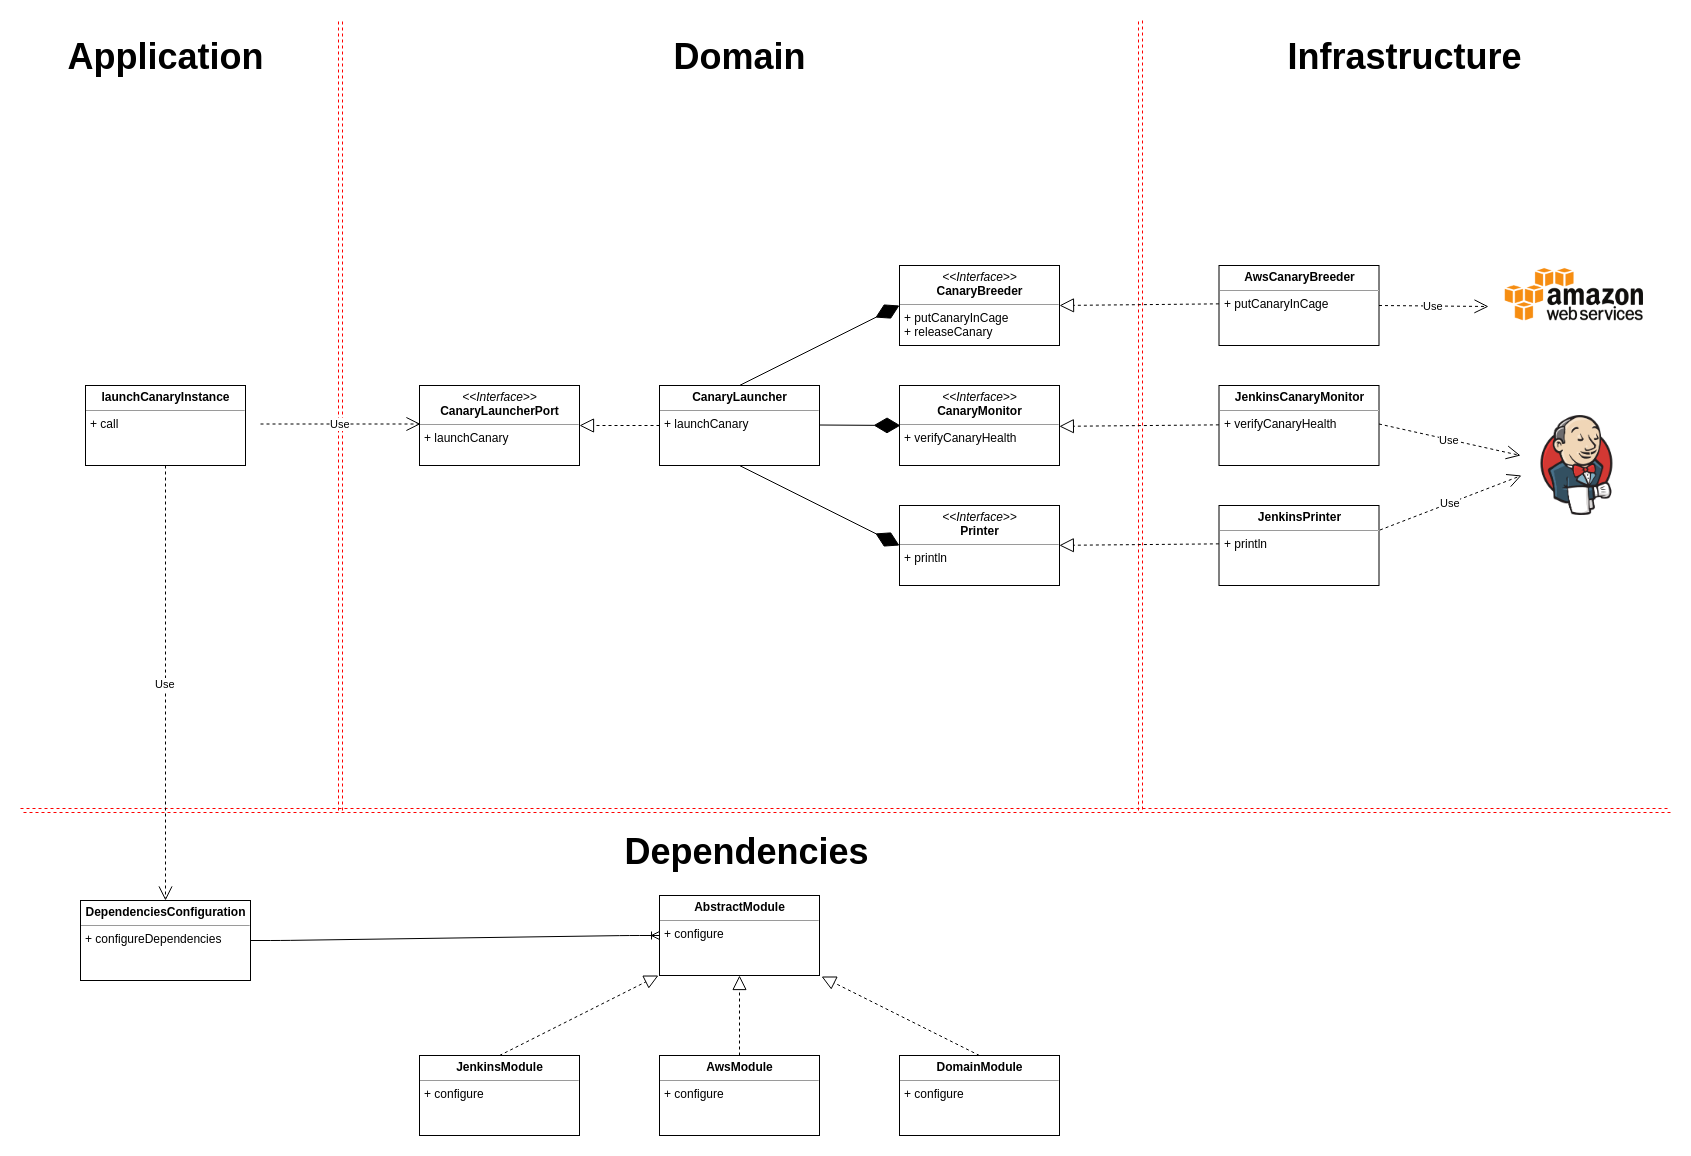 Application
Domain
Infrastructure
<<Interface>>
CanaryBreeder
+ putCanaryInCage
+ releaseCanary
AwsCanaryBreeder
+ putCanaryInCage
Use
amazon
web services
launchCanaryInstance
+ call
Use
<<Interface>>
CanaryLauncherPort
+ launchCanary
CanaryLauncher
+ launchCanary
<<Interface>>
CanaryMonitor
+ verifyCanaryHealth
JenkinsCanaryMonitor
+ verifyCanaryHealth
Use
<<Interface>>
Printer
+ println
JenkinsPrinter
+ println
Use
Use
Dependencies
DependenciesConfiguration
+ configureDependencies
AbstractModule
+ configure
JenkinsModule
+ configure
AwsModule
+ configure
DomainModule
+ configure